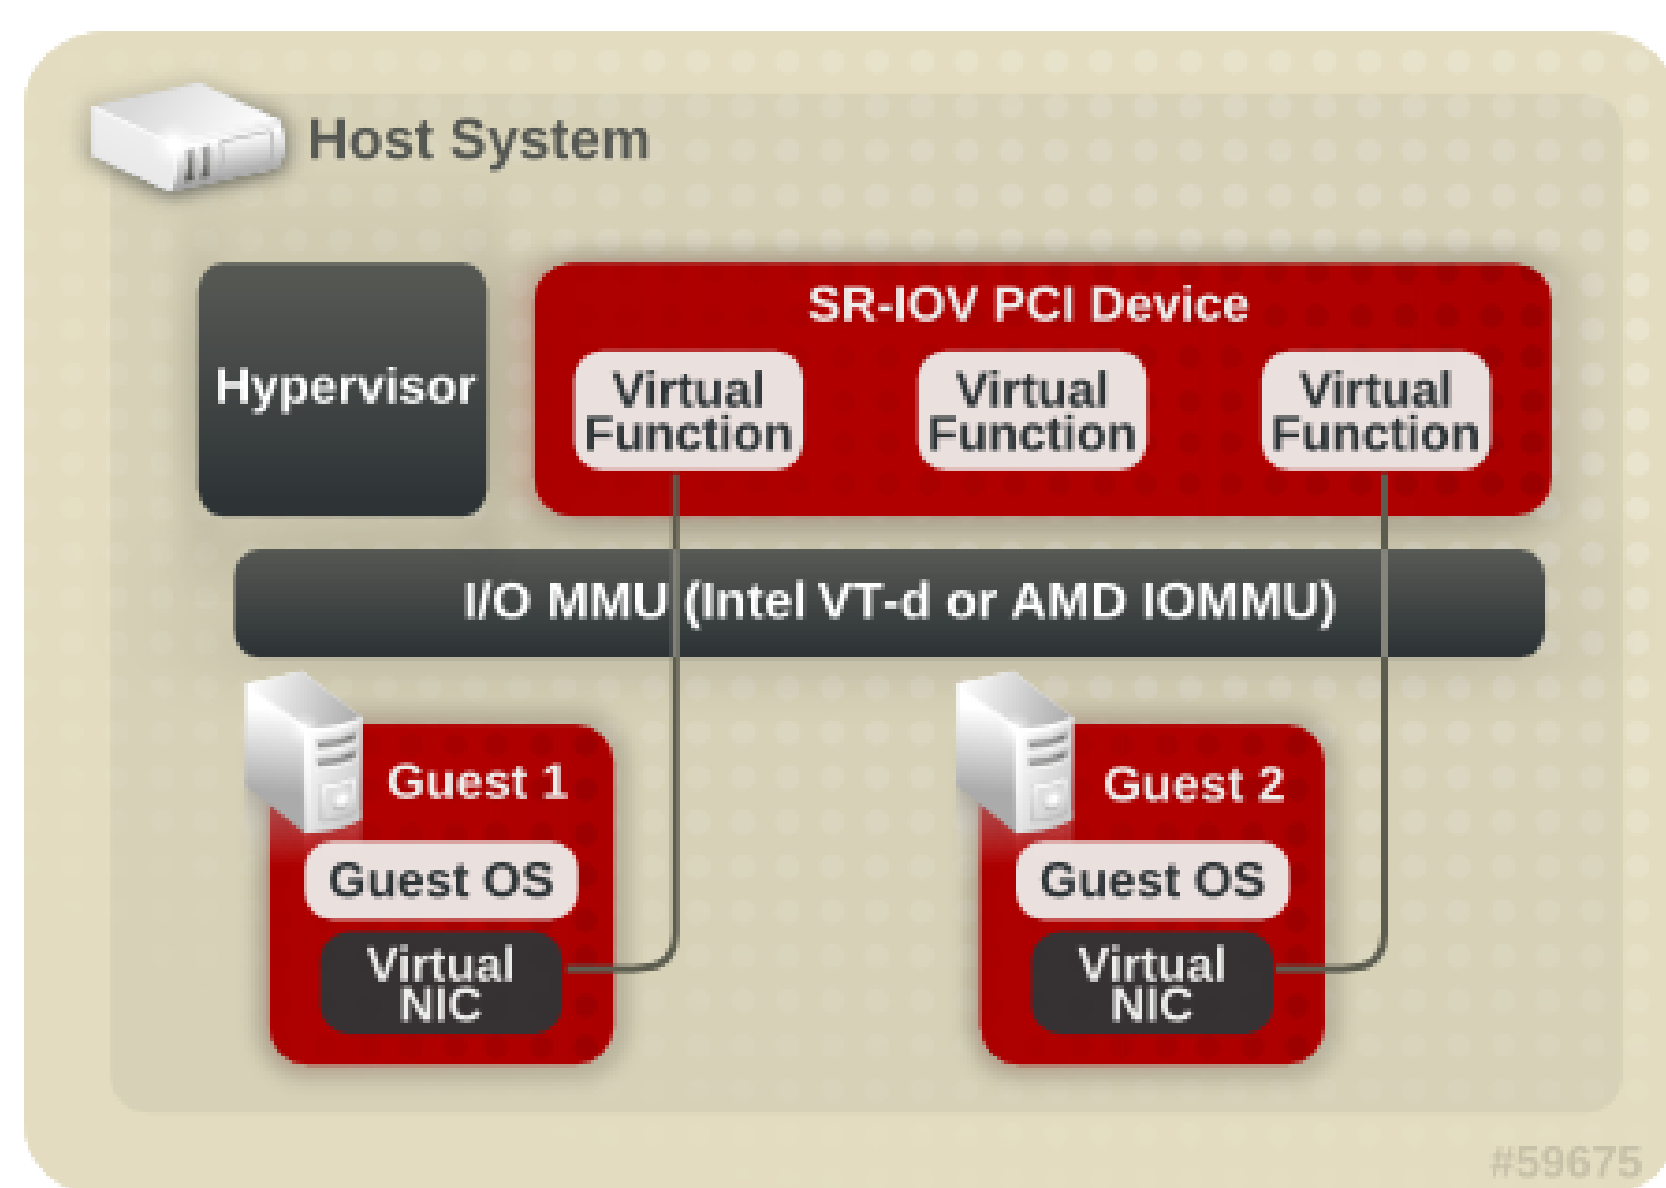 Host System
Hypervisor
SR-IOV PCI Device
Virtual
Function
Virtual
Function
Virtual
Function
I/O MMU (Intel VT-d or AMD IOMMU)
Guest 1
Guest OS
Virtual
NIC
Guest 2
Guest OS
Virtual
NIC
#59675